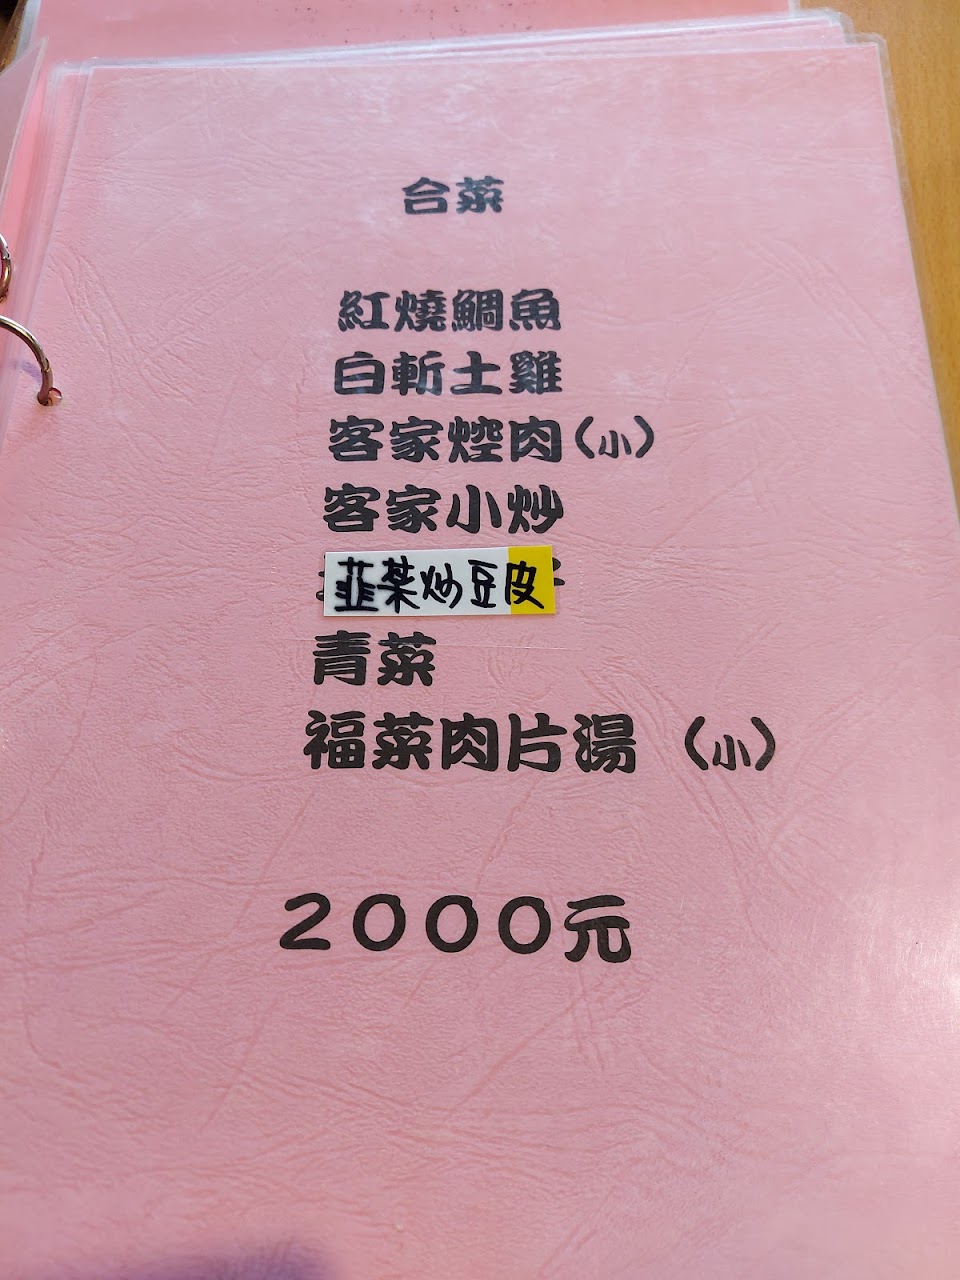 合菜
紅燒鯛魚
白斬土雞
客家焢肉(小)
客家小炒
韮菜炒豆皮
青菜
福菜肉片湯 (小)
2000元